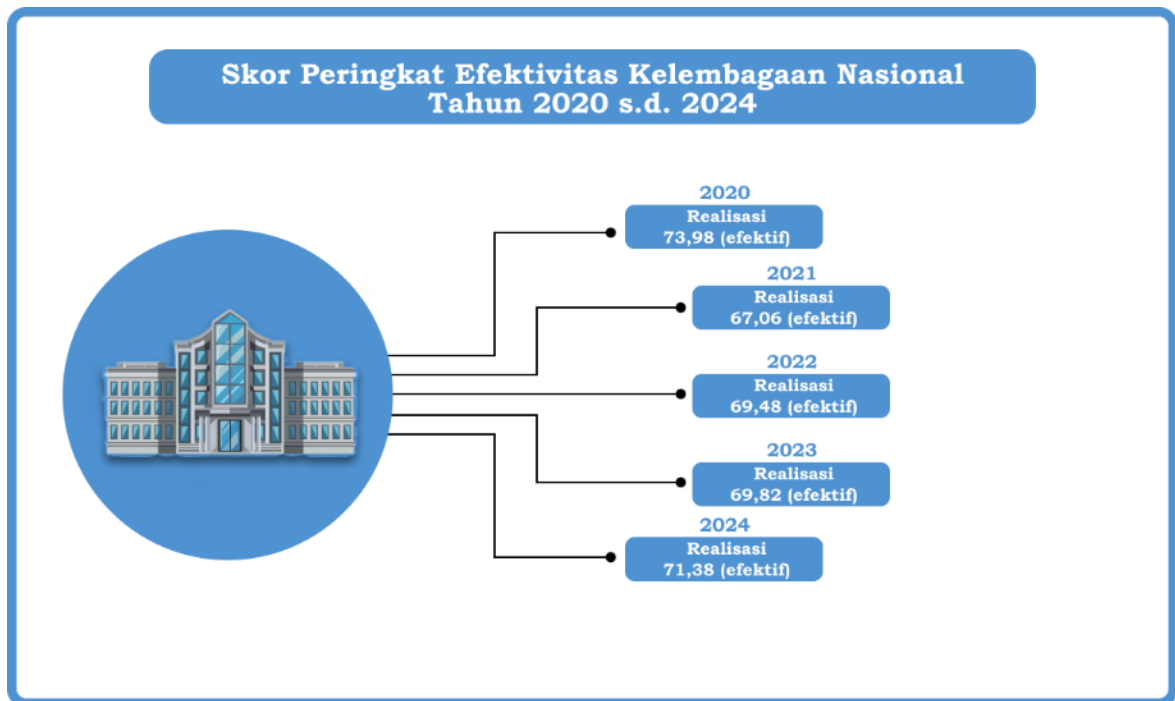 Skor Peringkat Efektivitas Kelembagaan Nasional
Tahun 2020 s.d. 2024
2020
Realisasi
73,98 (efektif)
2021
Realisasi
67,06 (efektif)
2022
Realisasi
69,48 (efektif)
2023
Realisasi
69,82 (efektif)
2024
Realisasi
71,38 (efektif)